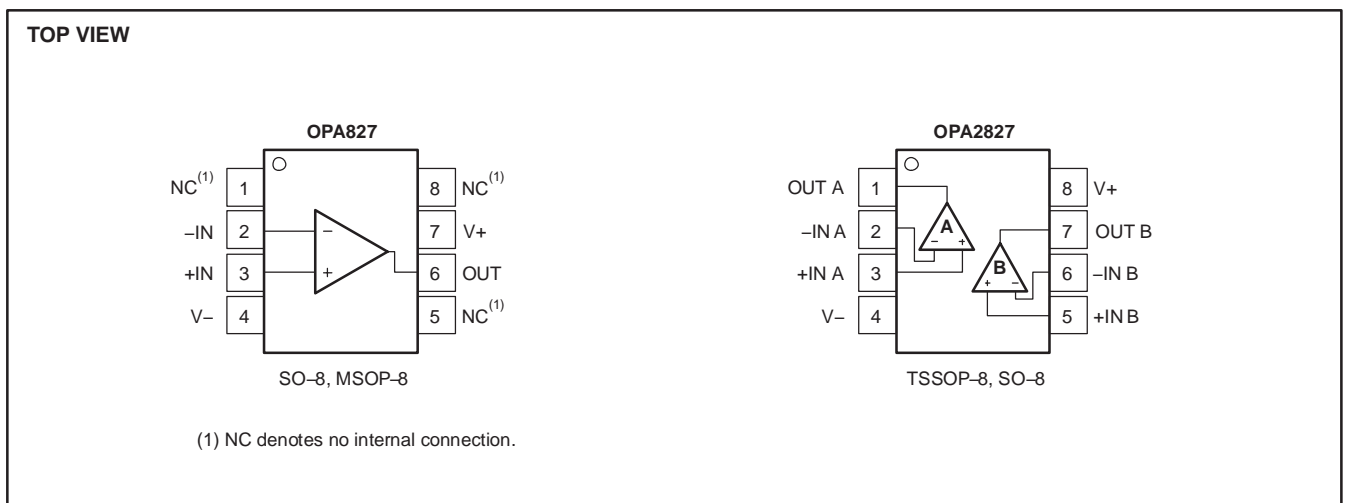 TOP VIEW
OPA827
NC(1) 1 8 NC(1)
–IN 2 – 7 V+
+IN 3 + 6 OUT
V– 4 5 NC(1)
SO–8, MSOP–8
(1) NC denotes no internal connection.
OPA2827
OUT A 1 8 V+
–IN A 2 A – + 7 OUT B
+IN A 3 B + – 6 –IN B
V– 4 5 +IN B
TSSOP–8, SO–8